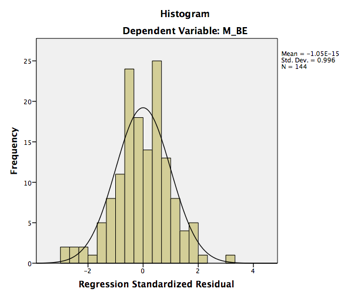 Histogram
Dependent Variable: M_BE
Mean = -1.05E-15
Std. Dev. = 0.996
N = 144
25
20
15
10
5
0
Frequency
-2
0
2
4
Regression Standardized Residual